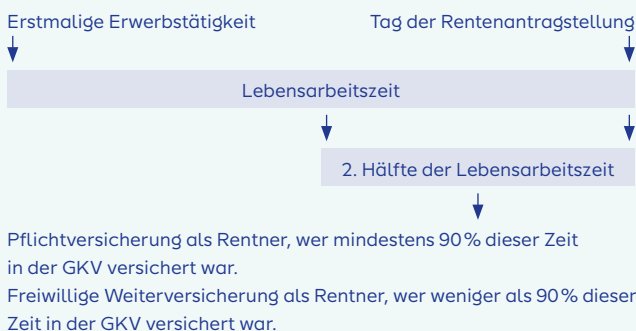 Erstmalige Erwerbstätigkeit
Tag der Rentenantragstellung
Lebensarbeitszeit
2. Hälfte der Lebensarbeitszeit
Pflichtversicherung als Rentner, wer mindestens 90 % dieser Zeit
in der GKV versichert war.
Freiwillige Weiterversicherung als Rentner, wer weniger als 90 % dieser
Zeit in der GKV versichert war.